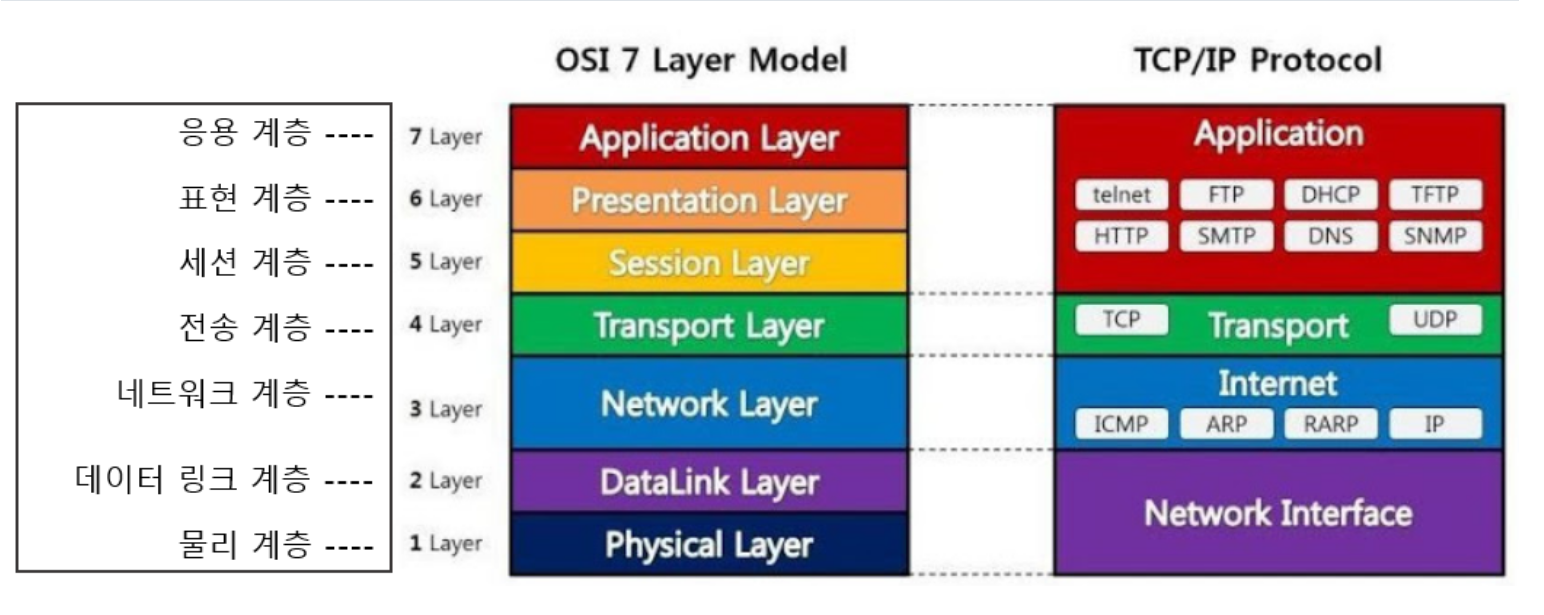 OSI 7 Layer Model TCP/IP Protocol
응용 계층 ---- 7 Layer Application Layer Application
표현 계층 ---- 6 Layer Presentation Layer telnet FTP DHCP TFTP
HTTP SMTP DNS SNMP
세션 계층 ---- 5 Layer Session Layer
전송 계층 ---- 4 Layer Transport Layer TCP Transport UDP
네트워크 계층 ---- 3 Layer Network Layer Internet
ICMP ARP RARP IP
데이터 링크 계층 ---- 2 Layer DataLink Layer Network Interface
물리 계층 ---- 1 Layer Physical Layer